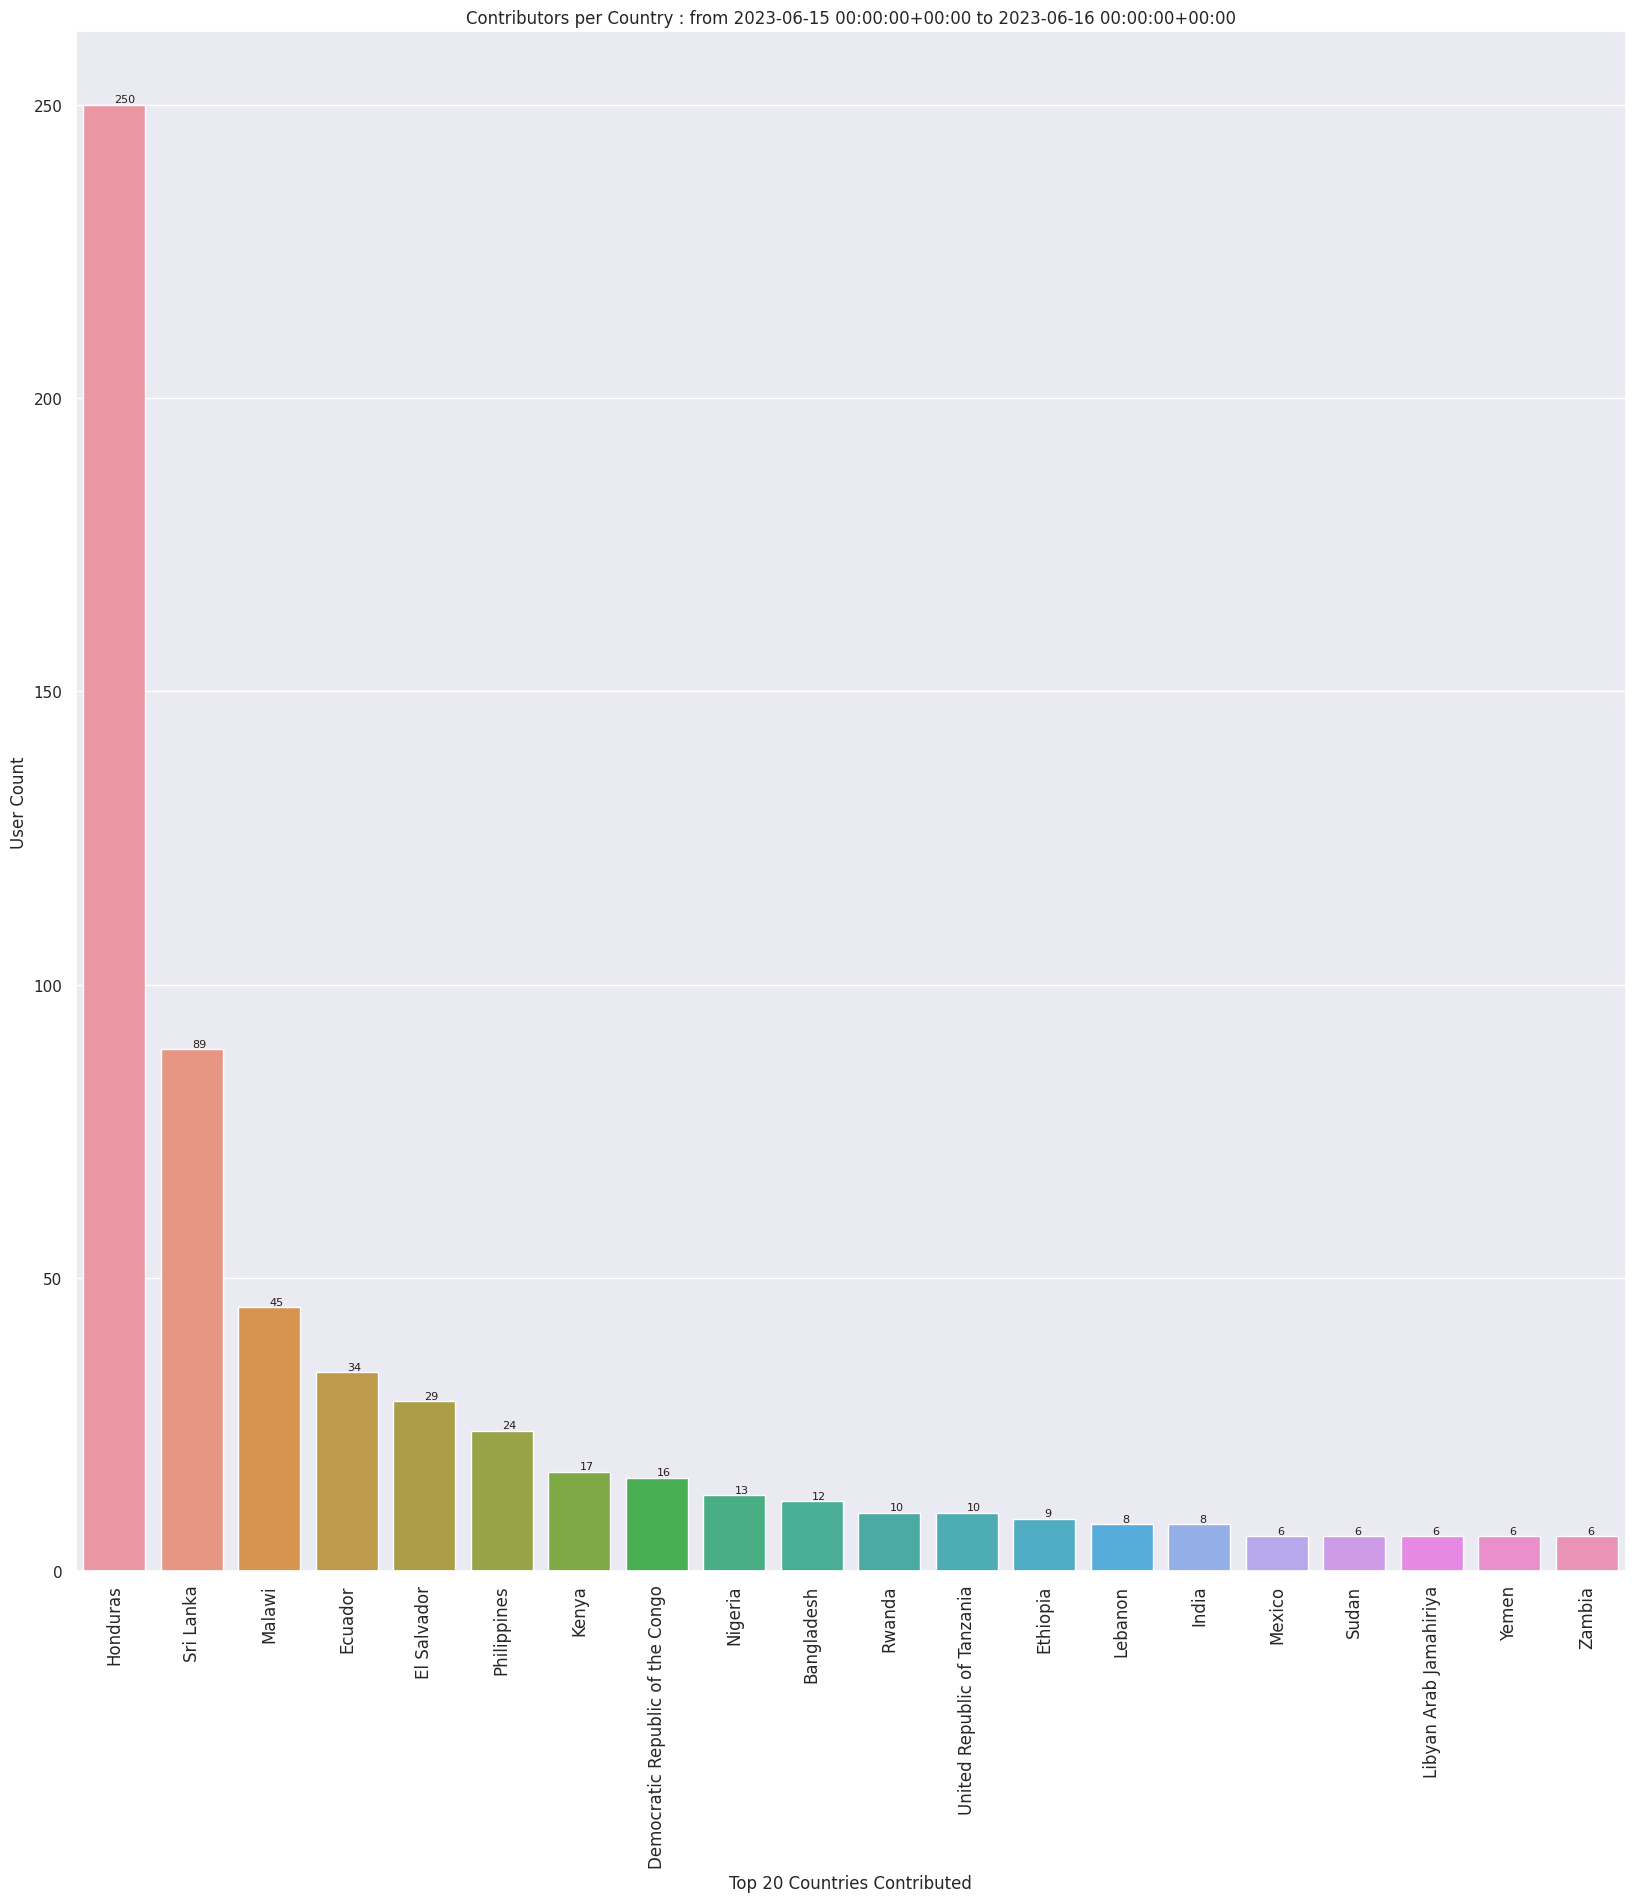 Contributors per Country : from 2023-06-15 00:00:00+00:00 to 2023-06-16 00:00:00+00:00
250
200
150
100
50
0
User Count
250
89
45
34
29
24
17
16
13
12
10
10
9
8
8
6
6
6
6
6
Honduras
Sri Lanka
Malawi
Ecuador
El Salvador
Philippines
Kenya
Democratic Republic of the Congo
Nigeria
Bangladesh
Rwanda
United Republic of Tanzania
Ethiopia
Lebanon
India
Mexico
Sudan
Libyan Arab Jamahiriya
Yemen
Zambia
Top 20 Countries Contributed